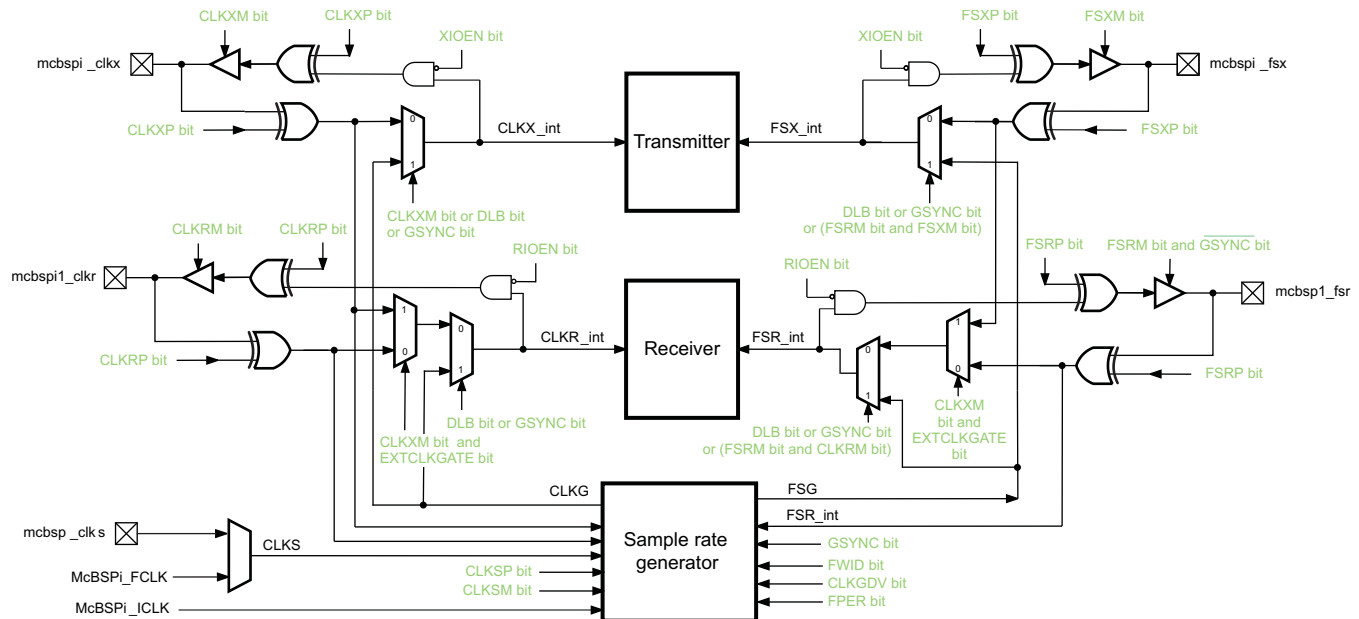 CLKXM bit
CLKXP bit
XIOEN bit
XIOEN bit
FSXP bit
FSXM bit
mcbspi _clkx
mcbspi _fsx
CLKXP bit
0
1
CLKX_int
Transmitter
FSX_int
0
1
FSXP bit
CLKXM bit or DLB bit
or GSYNC bit
DLB bit or GSYNC bit
or (FSRM bit and FSXM bit)
CLKRM bit
CLKRP bit
RIOEN bit
RIOEN bit
FSRP bit
FSRM bit and GSYNC bit
mcbspi1_clkr
mcbsp1_fsr
CLKRP bit
1
0
0
1
CLKR_int
Receiver
FSR_int
0
1
1
0
FSRP bit
DLB bit or GSYNC bit
CLKXM bit and
EXTCLKGATE bit
DLB bit or GSYNC bit
or (FSRM bit and CLKRM bit)
CLKXM
bit and
EXTCLKGATE
bit
CLKG
FSG
FSR_int
mcbsp _clk s
CLKS
Sample rate
generator
GSYNC bit
McBSPi_FCLK
CLKSP bit
FWID bit
CLKSM bit
CLKGDV bit
McBSPi _ICLK
FPER bit